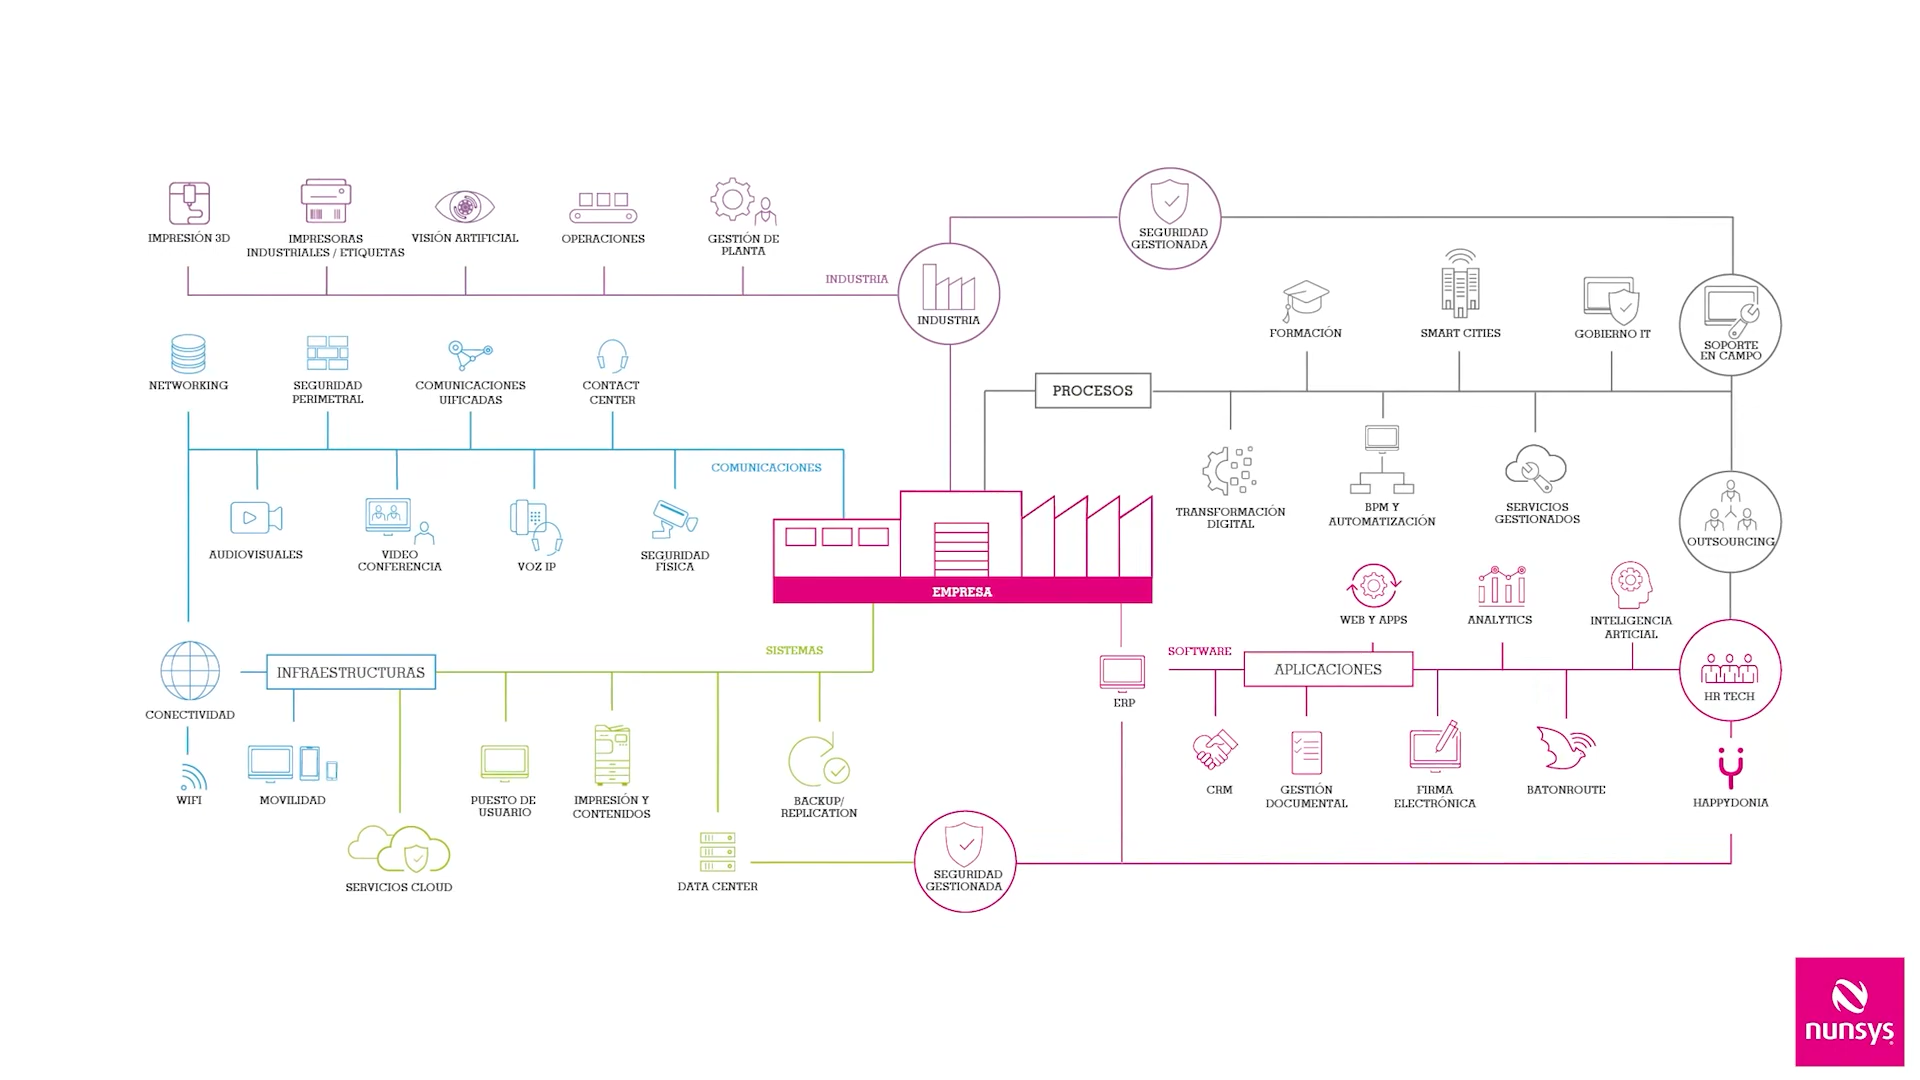 IMPRESIÓN 3D
IMPRESORAS
INDUSTRIALES / ETIQUETAS
VISIÓN ARTIFICIAL
OPERACIONES
GESTIÓN DE
PLANTA
INDUSTRIA
INDUSTRIA
SEGURIDAD
GESTIONADA
FORMACIÓN
SMART CITIES
GOBIERNO IT
SOPORTE
EN CAMPO
NETWORKING
SEGURIDAD
PERIMETRAL
COMUNICACIONES
UIFICADAS
CONTACT
CENTER
PROCESOS
COMUNICACIONES
AUDIOVISUALES
VIDEO
CONFERENCIA
VOZ IP
SEGURIDAD
FÍSICA
TRANSFORMACIÓN
DIGITAL
BPM Y
AUTOMATIZACIÓN
SERVICIOS
GESTIONADOS
OUTSOURCING
EMPRESA
WEB Y APPS
ANALYTICS
INTELIGENCIA
ARTICIAL
SISTEMAS
SOFTWARE
INFRAESTRUCTURAS
APLICACIONES
CONECTIVIDAD
ERP
HR TECH
WIFI
MOVILIDAD
PUESTO DE
USUARIO
IMPRESIÓN Y
CONTENIDOS
BACKUP/
REPLICATION
CRM
GESTIÓN
DOCUMENTAL
FIRMA
ELECTRÓNICA
BATONROUTE
HAPPYDONIA
SERVICIOS CLOUD
DATA CENTER
SEGURIDAD
GESTIONADA
nunsys